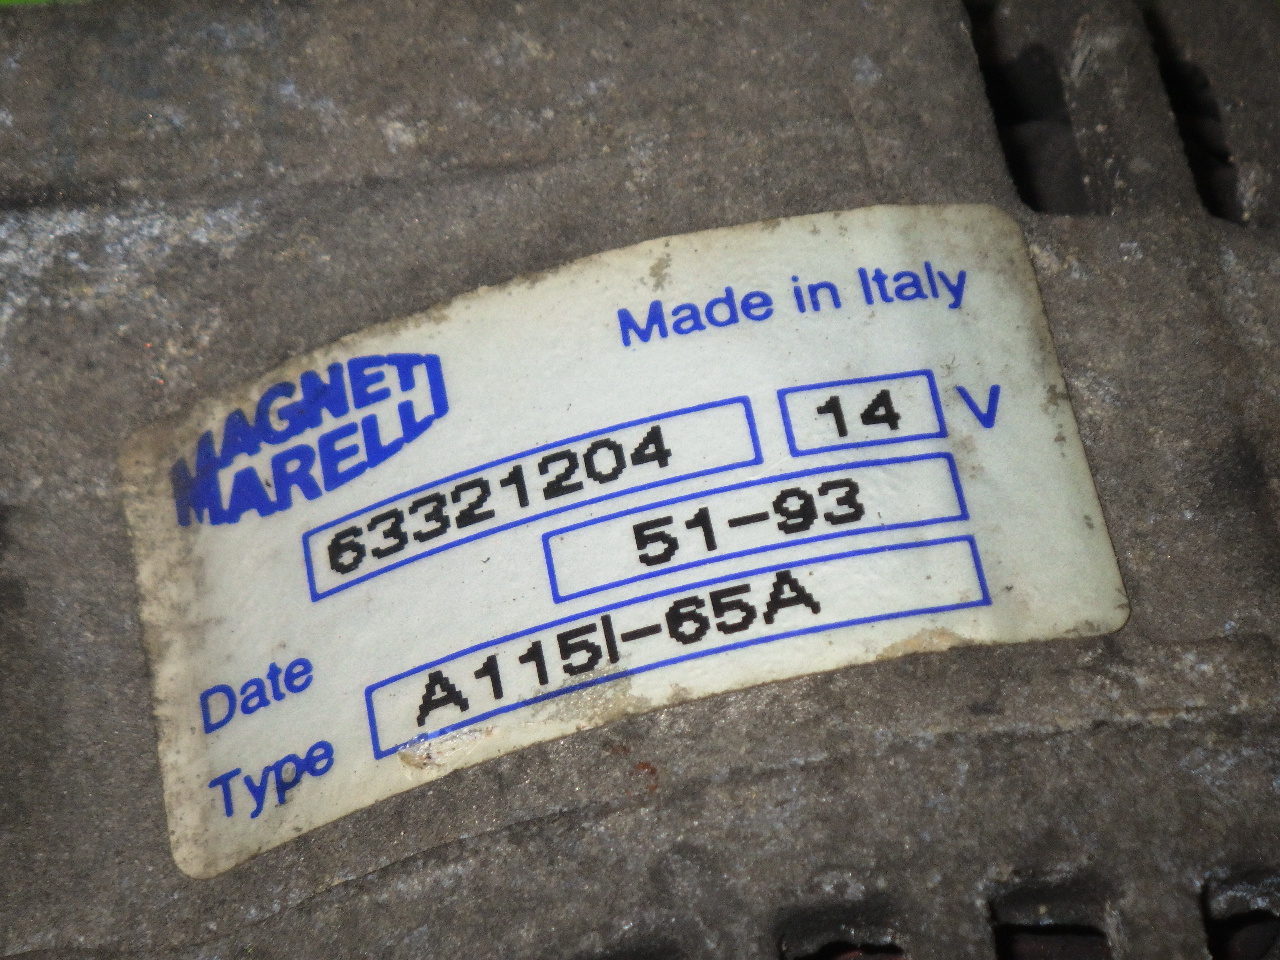 Made in Italy
MAGNETI
MARELLI
63321204 14 V
Date 51-93
Type A115I-65A